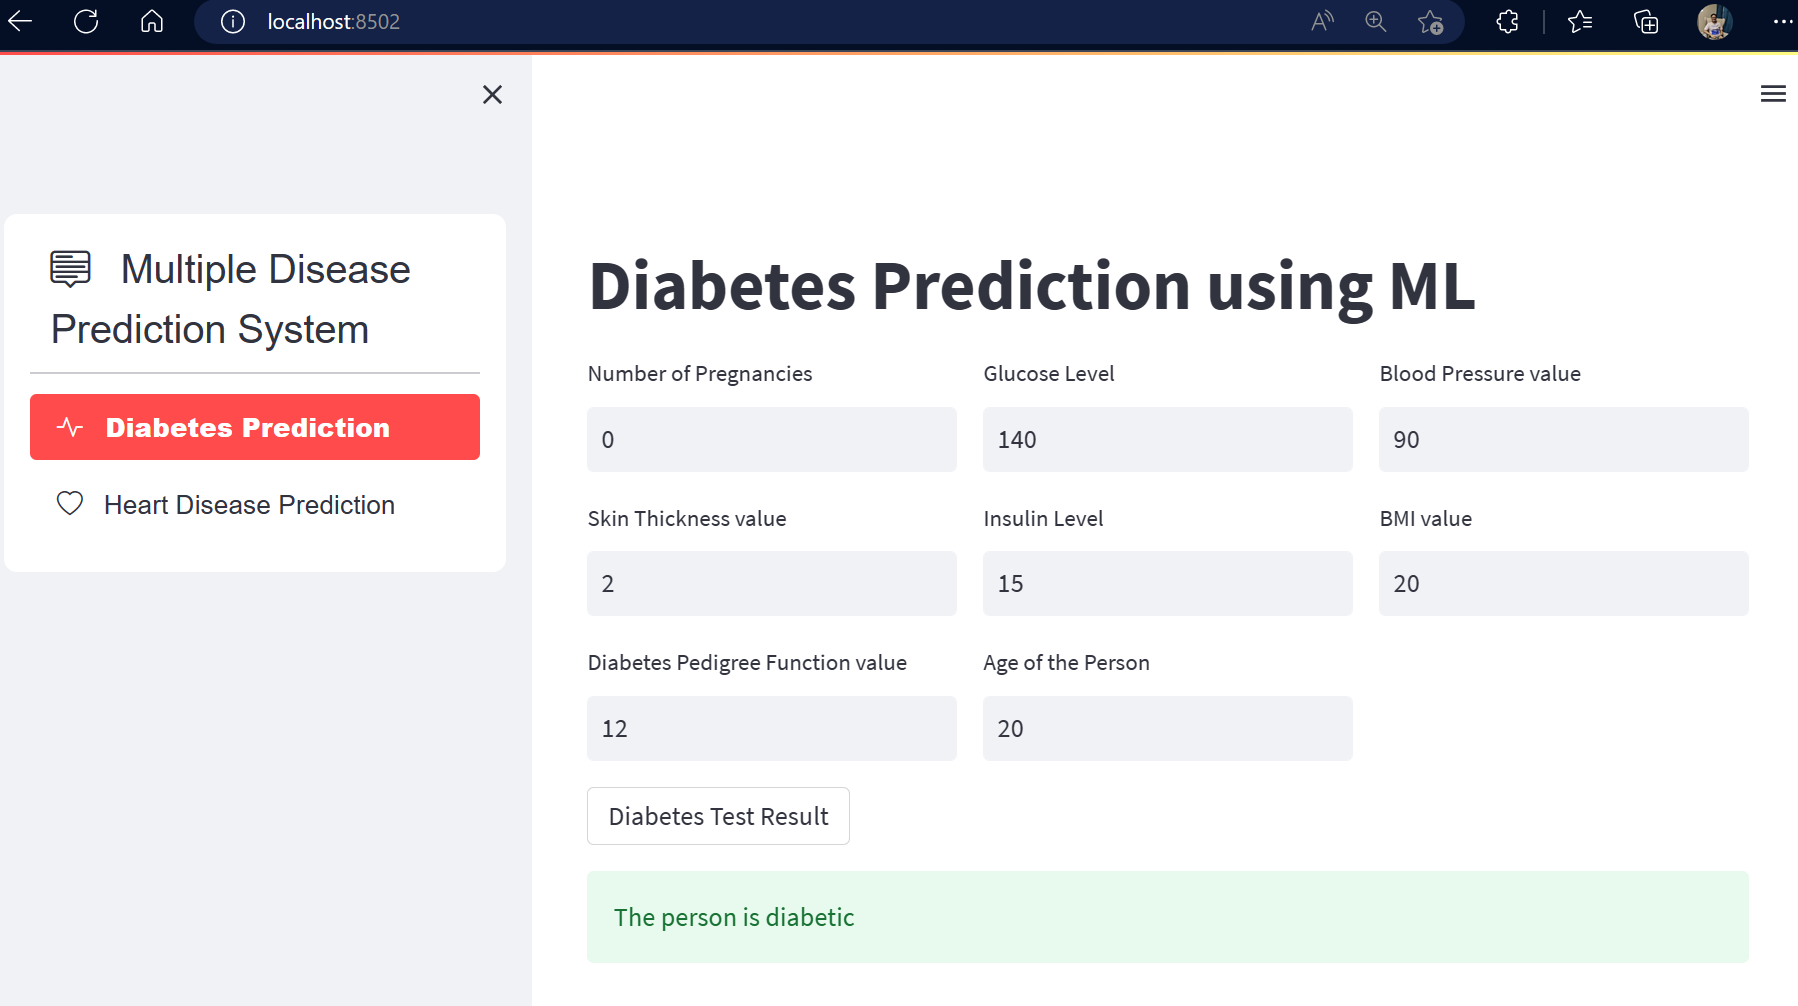 localhost:8502
Multiple Disease
Prediction System
Diabetes Prediction
Heart Disease Prediction
Diabetes Prediction using ML
Number of Pregnancies
Glucose Level
Blood Pressure value
0
140
90
Skin Thickness value
Insulin Level
BMI value
2
15
20
Diabetes Pedigree Function value
Age of the Person
12
20
Diabetes Test Result
The person is diabetic